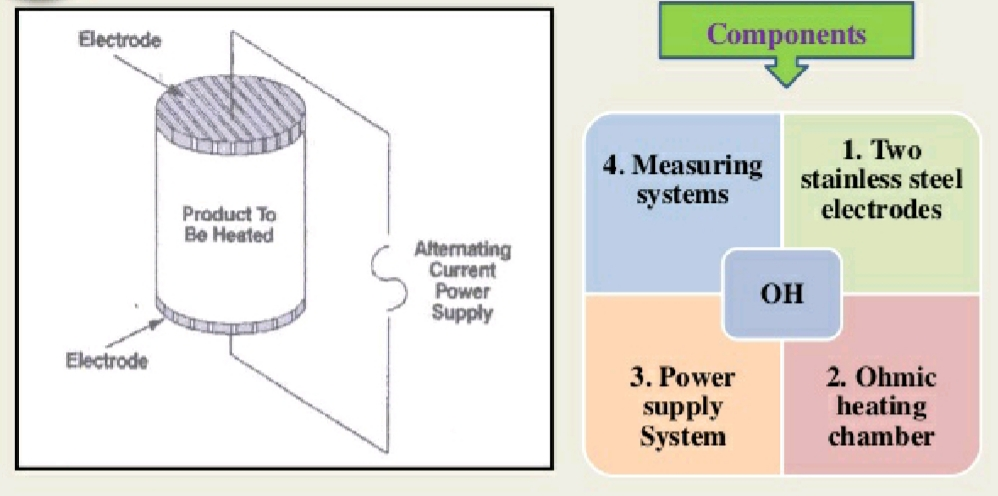 Electrode
Product To
Be Heated
Alternating
Current
Power
Supply
Electrode
Components
4. Measuring
systems
1. Two
stainless steel
electrodes
OH
3. Power
supply
System
2. Ohmic
heating
chamber